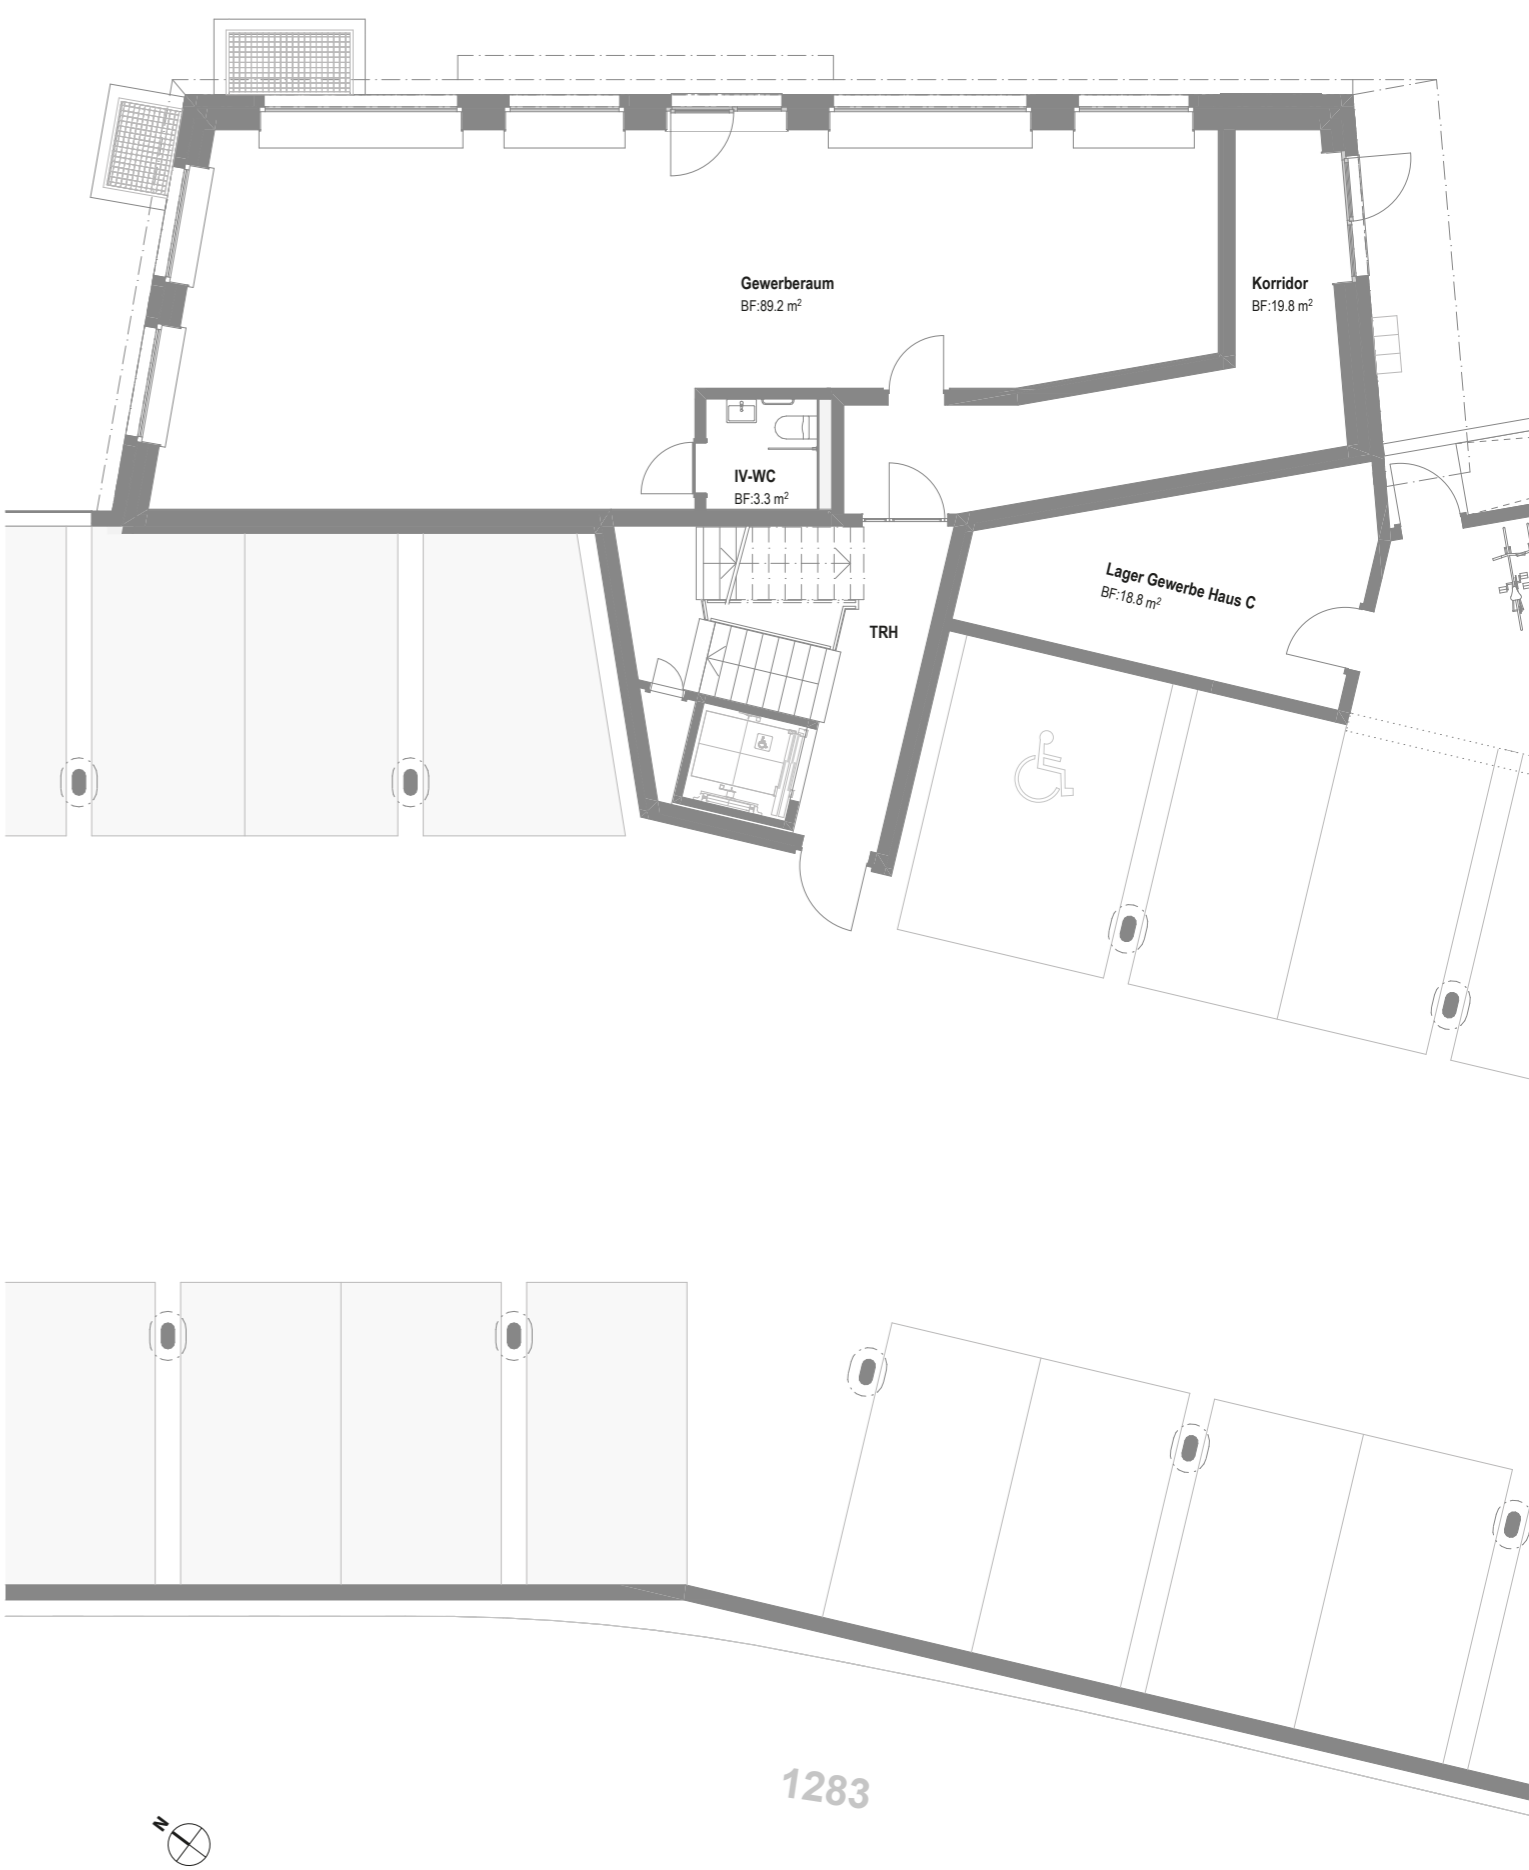 Gewerberaum
BF:89.2 m²
Korridor
BF:19.8 m²
IV-WC
BF:3.3 m²
Lager Gewerbe Haus C
BF:18.8 m²
TRH
1283
N